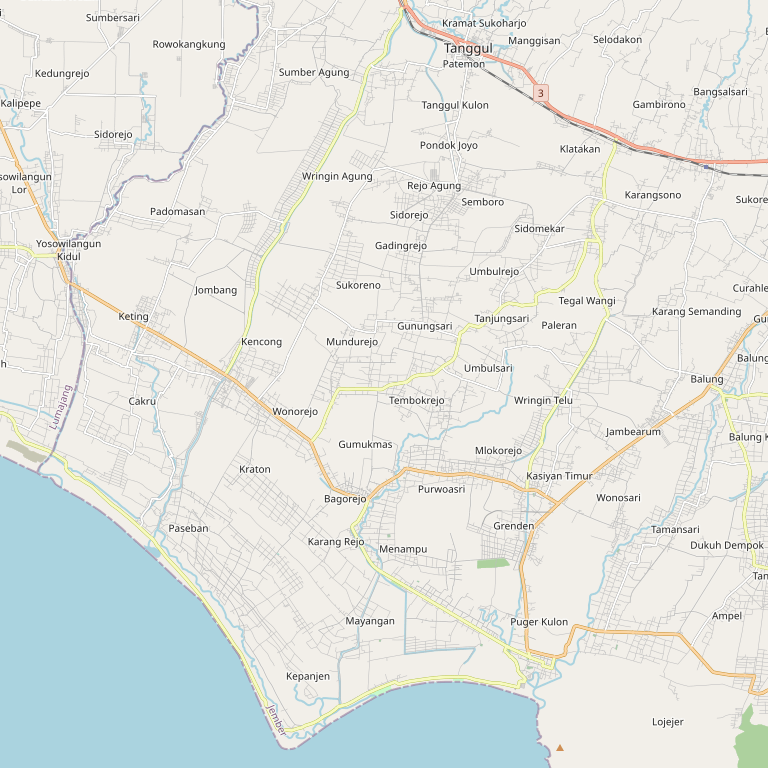 Sumbersari
Kramat Sukoharjo
Manggisan
Selodakon
Rowokangkung
Tanggul
Patemon
Kedungrejo
Sumber Agung
3
Bangsalsari
Kalipepe
Tanggul Kulon
Gambirono
Sidorejo
Pondok Joyo
Klatakan
Wringin Agung
Lor
Rejo Agung
Karangsono
Semboro
Padomasan
Sidorejo
Sidomekar
Yosowilangun
Kidul
Gadingrejo
Umbulrejo
Jombang
Sukoreno
Tegal Wangi
Keting
Tanjungsari
Karang Semanding
Gunungsari
Paleran
Kencong
Mundurejo
Umbulsari
Balung
Cakru
Lumajang
Wonorejo
Tembokrejo
Wringin Telu
Jambearum
Gumukmas
Mlokorejo
Kraton
Kasiyan Timur
Purwoasri
Bagorejo
Wonosari
Paseban
Grenden
Tamansari
Karang Rejo
Menampu
Dukuh Dempok
Mayangan
Puger Kulon
Ampel
Kepanjen
Jember
Lojejer